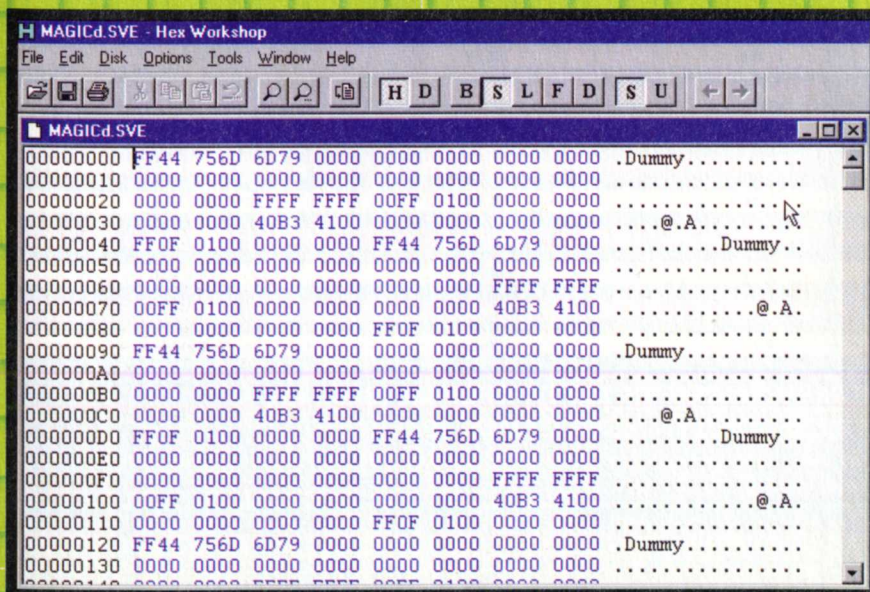 H MAGICd.SVE - Hex Workshop
File Edit Disk Options Tools Window Help
H D B S L F D S U
MAGICd.SVE
00000000 FF44 756D 6D79 0000 0000 0000 0000 0000 .Dummy..........
00000010 0000 0000 0000 0000 0000 0000 0000 0000 ................
00000020 0000 0000 FFFF FFFF 00FF 0100 0000 0000 ................
00000030 0000 0000 40B3 4100 0000 0000 0000 0000 ....@.A.........
00000040 FF0F 0100 0000 0000 FF44 756D 6D79 0000 .........Dummy..
00000050 0000 0000 0000 0000 0000 0000 0000 0000 ................
00000060 0000 0000 0000 0000 0000 0000 FFFF FFFF ................
00000070 00FF 0100 0000 0000 0000 0000 40B3 4100 ............@.A.
00000080 0000 0000 0000 0000 FF0F 0100 0000 0000 ................
00000090 FF44 756D 6D79 0000 0000 0000 0000 0000 .Dummy..........
000000A0 0000 0000 0000 0000 0000 0000 0000 0000 ................
000000B0 0000 0000 FFFF FFFF 00FF 0100 0000 0000 ................
000000C0 0000 0000 40B3 4100 0000 0000 0000 0000 ....@.A.........
000000D0 FF0F 0100 0000 0000 FF44 756D 6D79 0000 .........Dummy..
000000E0 0000 0000 0000 0000 0000 0000 0000 0000 ................
000000F0 0000 0000 0000 0000 0000 0000 FFFF FFFF ................
00000100 00FF 0100 0000 0000 0000 0000 40B3 4100 ............@.A.
00000110 0000 0000 0000 0000 FF0F 0100 0000 0000 ................
00000120 FF44 756D 6D79 0000 0000 0000 0000 0000 .Dummy..........
00000130 0000 0000 0000 0000 0000 0000 0000 0000 ................